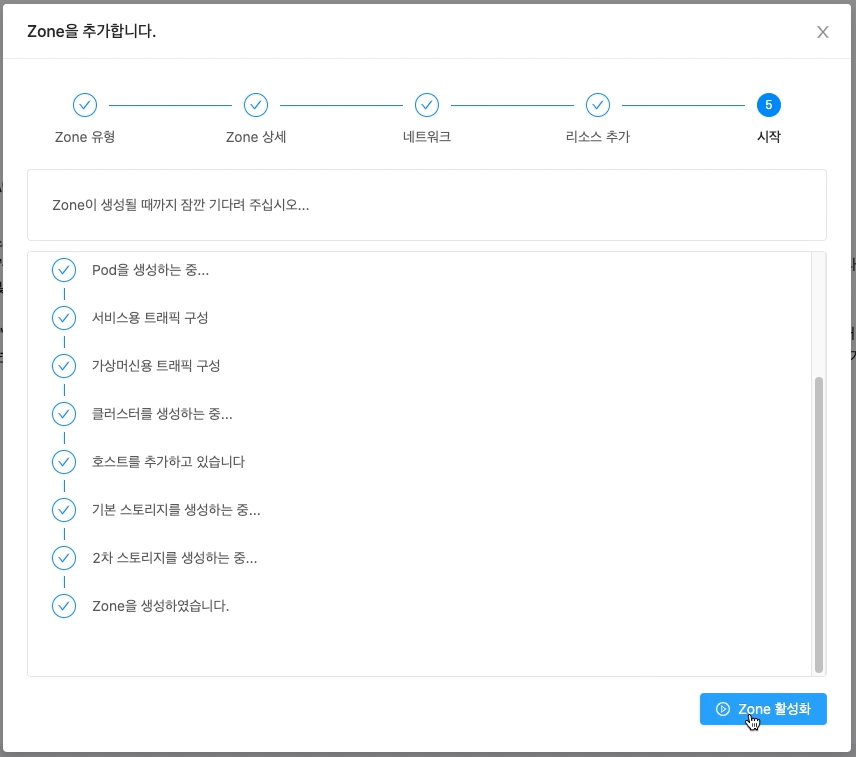 Zone을 추가합니다.
5
Zone 유형
Zone 상세
네트워크
리소스 추가
시작
Zone이 생성될 때까지 잠깐 기다려 주십시오...
Pod을 생성하는 중...
서비스용 트래픽 구성
가상머신용 트래픽 구성
클러스터를 생성하는 중...
호스트를 추가하고 있습니다
기본 스토리지를 생성하는 중...
2차 스토리지를 생성하는 중...
Zone을 생성하였습니다.
Zone 활성화